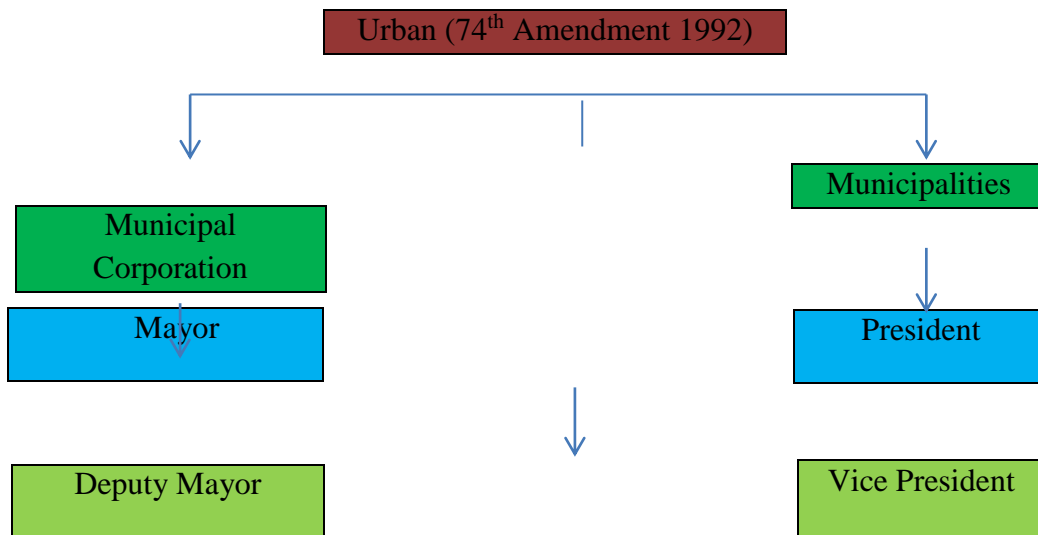 Urban (74th Amendment 1992)
Municipalities
Municipal
Corporation
Mayor
President
Deputy Mayor
Vice President